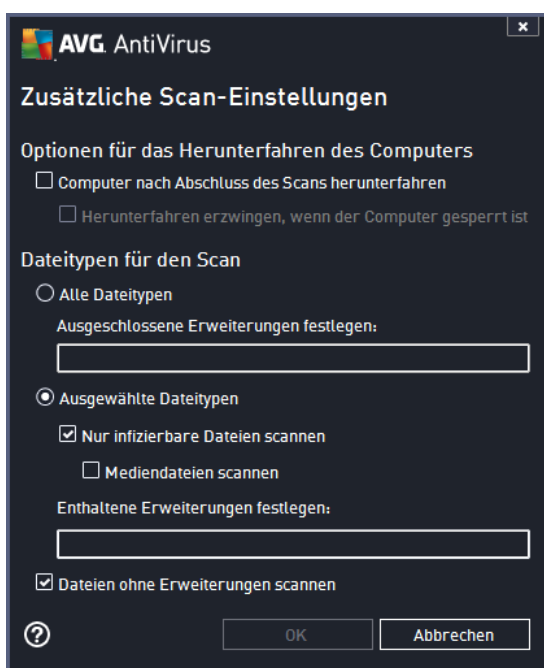 AVG. AntiVirus
Zusätzliche Scan-Einstellungen
Optionen für das Herunterfahren des Computers
Computer nach Abschluss des Scans herunterfahren
Herunterfahren erzwingen, wenn der Computer gesperrt ist
Dateitypen für den Scan
Alle Dateitypen
Ausgeschlossene Erweiterungen festlegen:
Ausgewählte Dateitypen
Nur infizierbare Dateien scannen
Mediendateien scannen
Enthaltene Erweiterungen festlegen:
Dateien ohne Erweiterungen scannen
OK Abbrechen